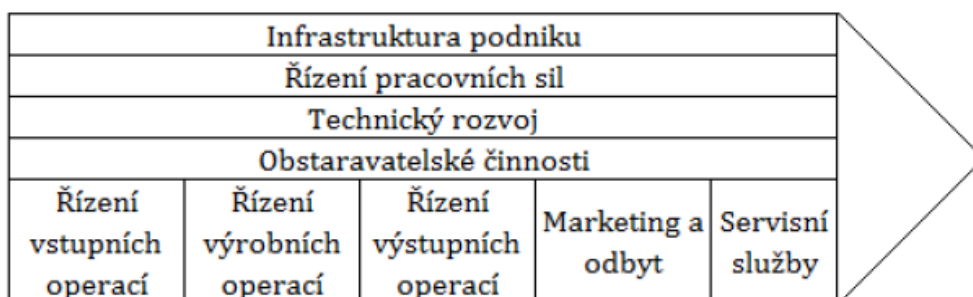 Infrastruktura podniku
Řízení pracovních sil
Technický rozvoj
Obstaravatelské činnosti
Řízení
vstupních
operací
Řízení
výrobních
operací
Řízení
výstupních
operací
Marketing a
odbyt
Servisní
služby